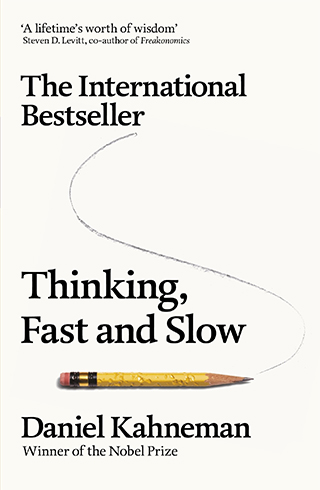 ‘A lifetime’s worth of wisdom’
Steven D. Levitt, co-author of Freakonomics
The International
Bestseller
Thinking,
Fast and Slow
Daniel Kahneman
Winner of the Nobel Prize